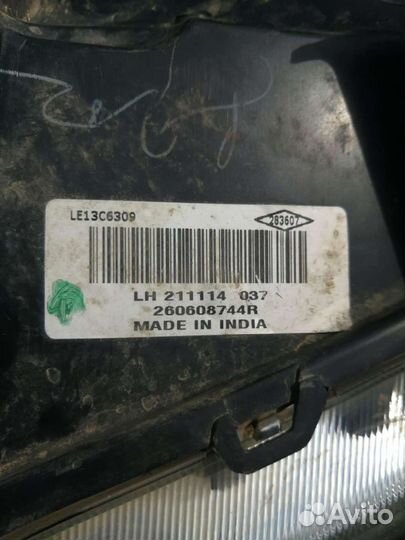 LE13C6309
283607
LH 211114 037
260608744R
MADE IN INDIA
Avito